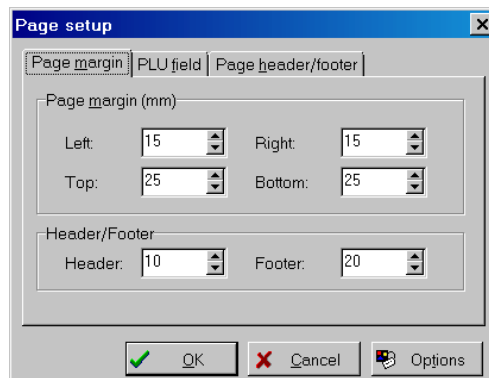 Page setup
Page margin PLU field Page header/footer
Page margin (mm)
Left: 15 Right: 15
Top: 25 Bottom: 25
Header/Footer
Header: 10 Footer: 20
OK Cancel Options